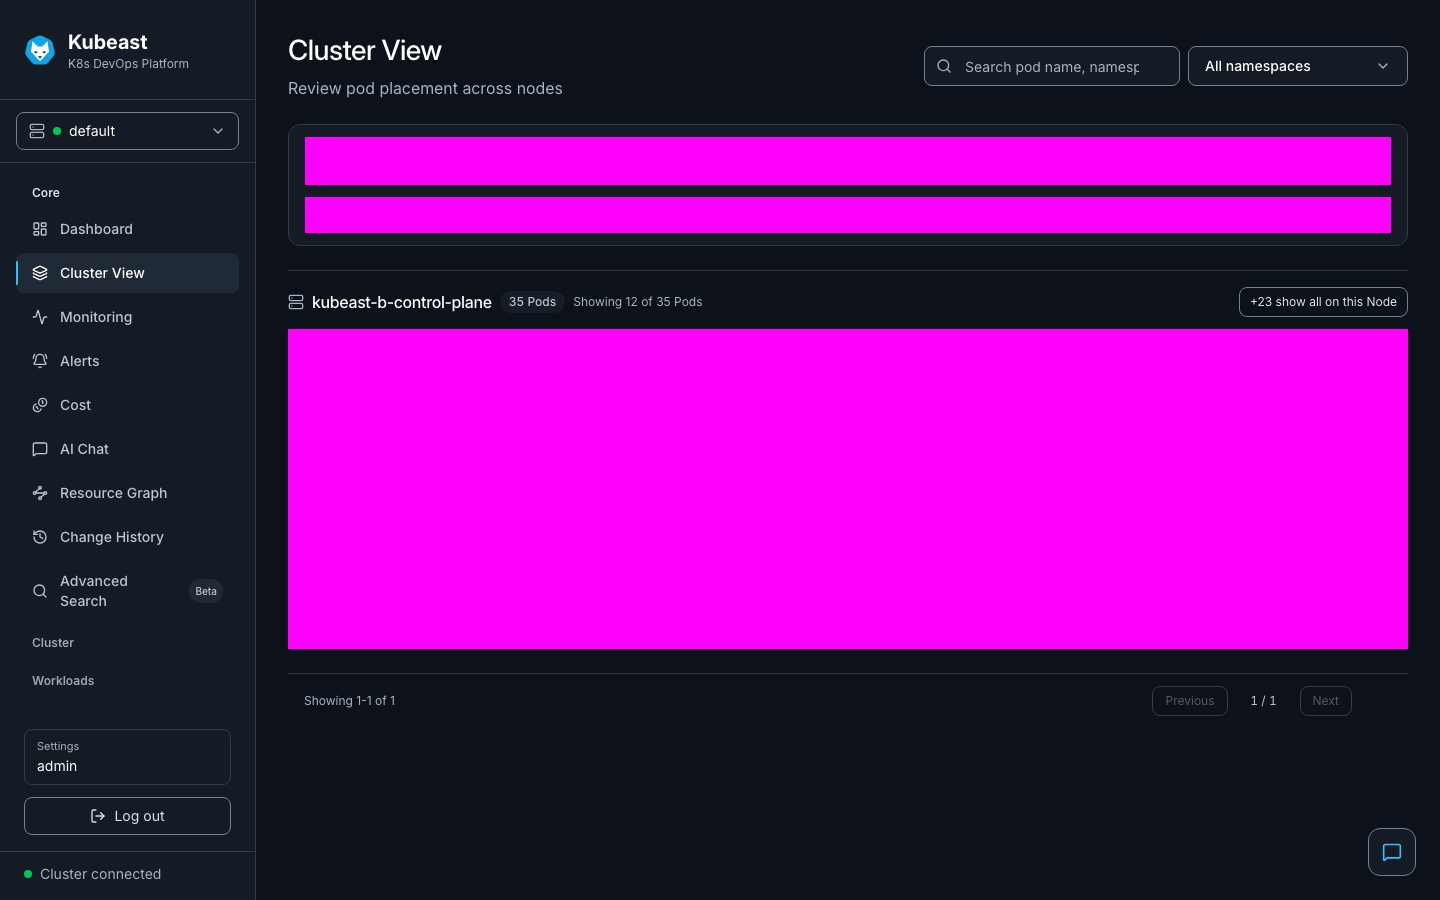 Kubeast
K8s DevOps Platform
default
Core
Dashboard
Cluster View
Monitoring
Alerts
Cost
AI Chat
Resource Graph
Change History
Advanced
Search
Beta
Cluster
Workloads
Settings
admin
Log out
Cluster connected
Cluster View
Review pod placement across nodes
Search pod name, namesp
All namespaces
kubeast-b-control-plane 35 Pods Showing 12 of 35 Pods
+23 show all on this Node
Showing 1-1 of 1
Previous 1 / 1 Next